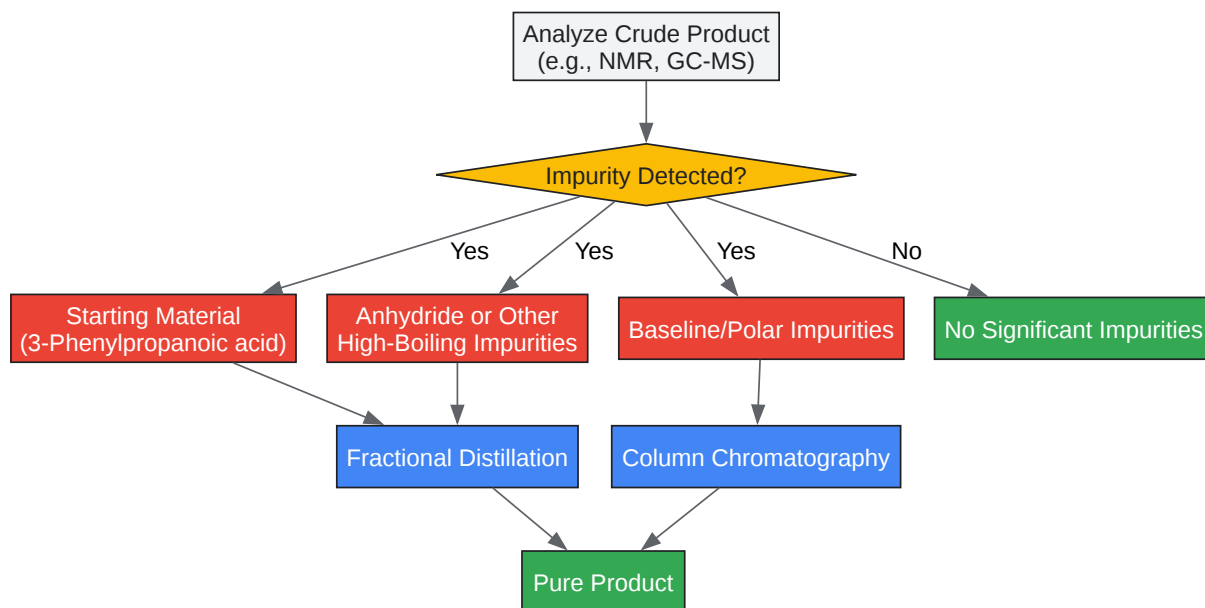 Analyze Crude Product
(e.g., NMR, GC-MS)
Impurity Detected?
Yes
Yes
Yes
No
Starting Material
(3-Phenylpropanoic acid)
Anhydride or Other
High-Boiling Impurities
Baseline/Polar Impurities
No Significant Impurities
Fractional Distillation
Column Chromatography
Pure Product